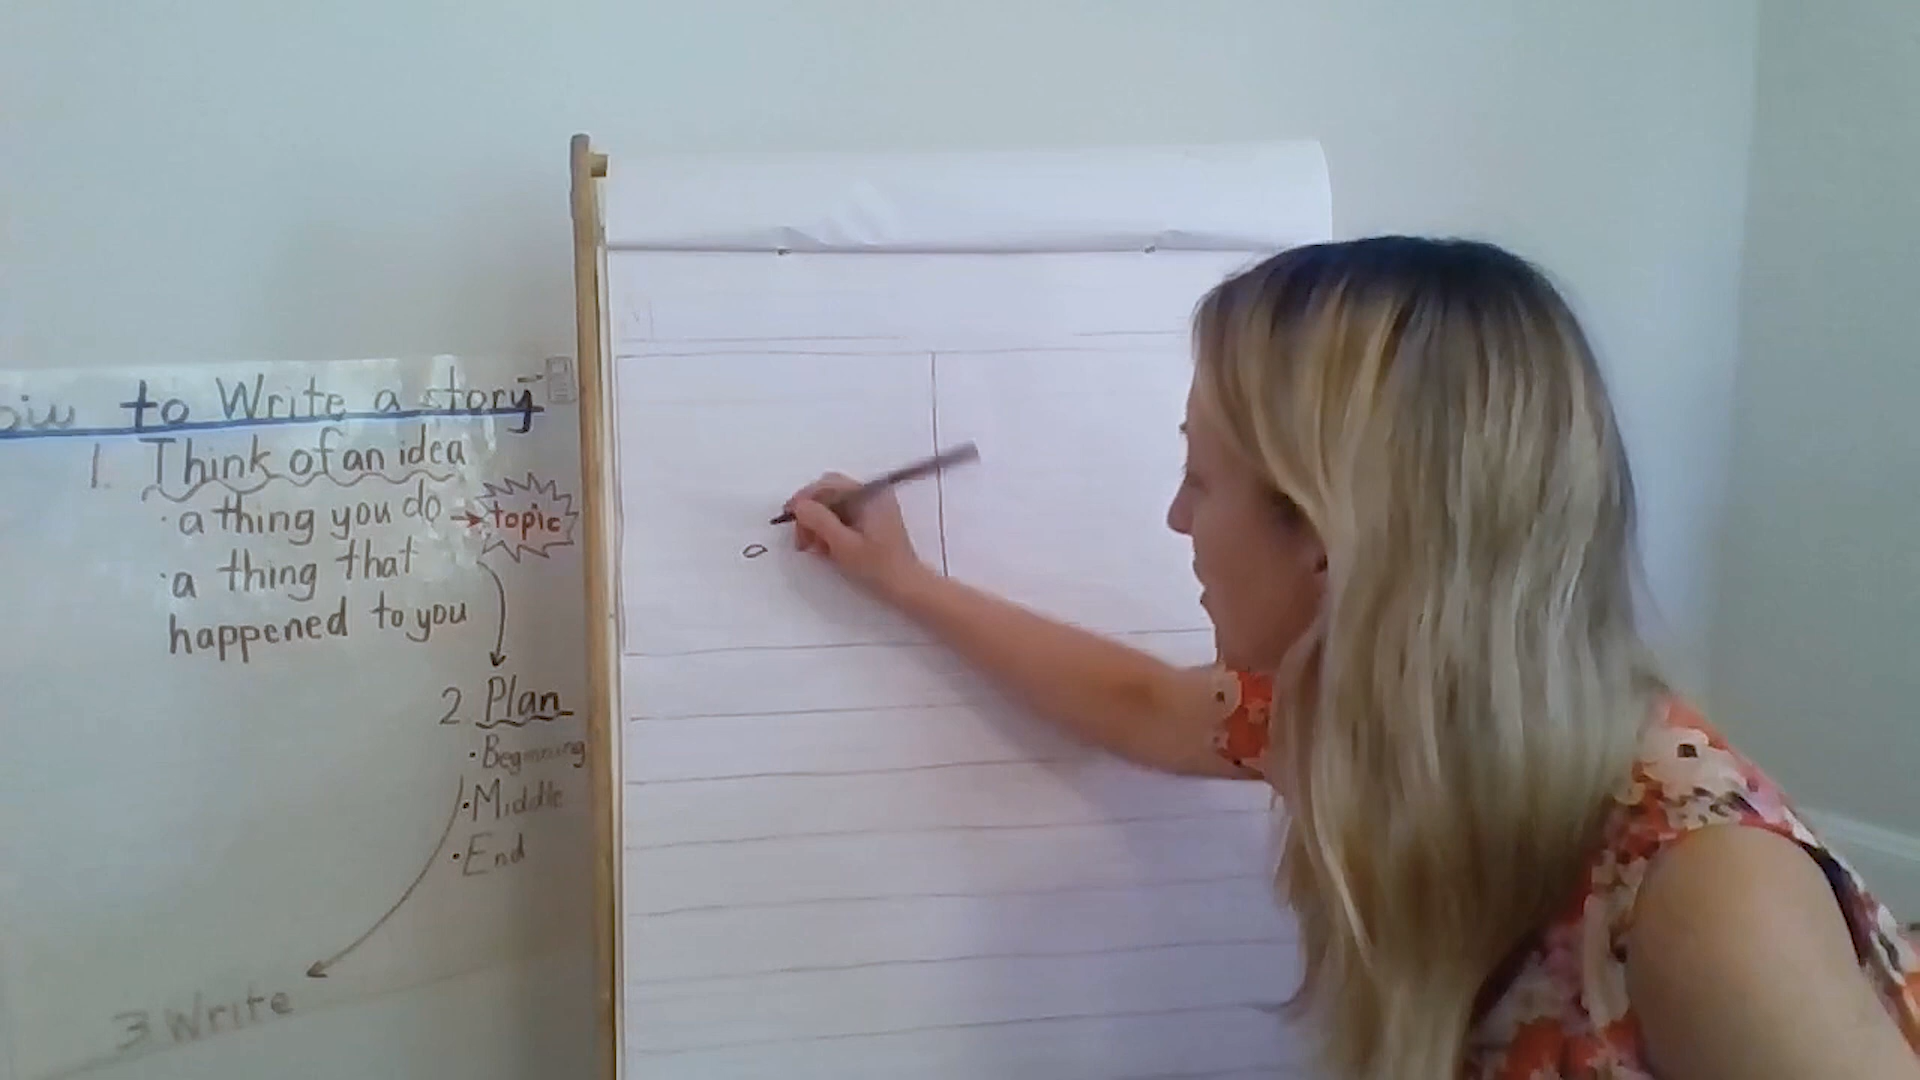 ow to Write a story
1. Think of an idea
· a thing you do → topic
· a thing that
happened to you
2 Plan
· Beginning
· Middle
· End
3 Write